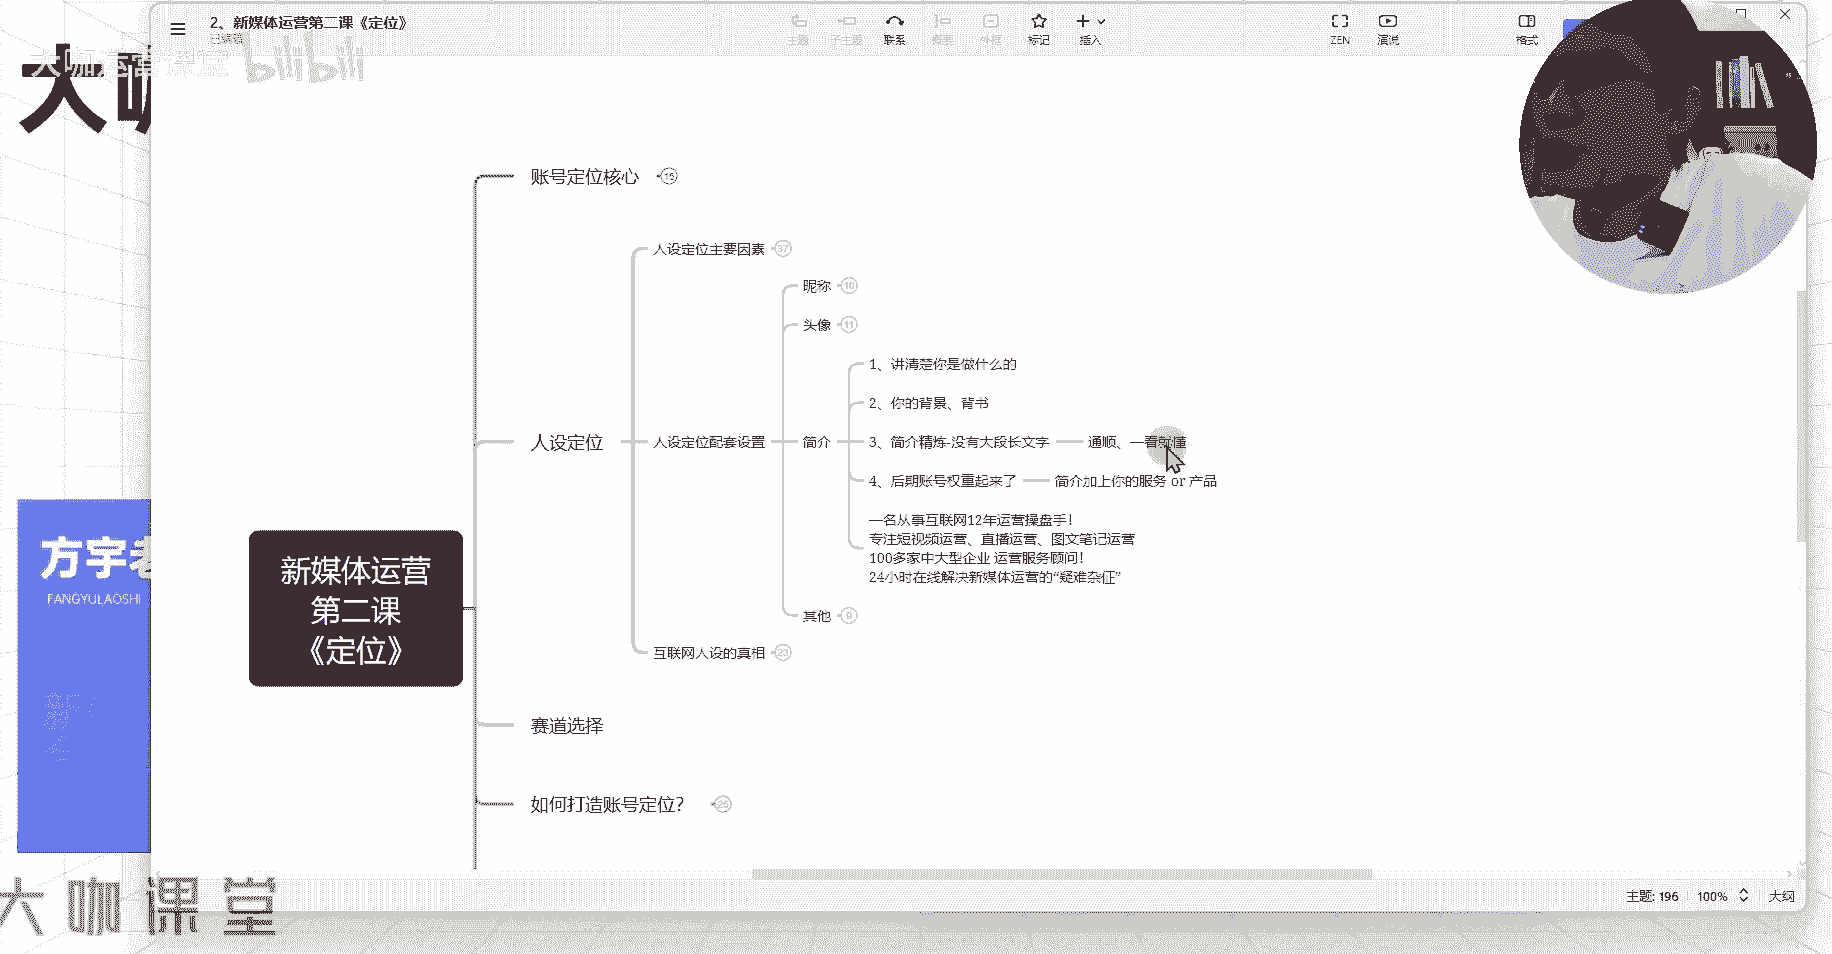 2、新媒体运营第二课《定位》
已编辑
主题
子主题
联系
概要
外框
标记
插入
ZEN
演说
格式
大咖运营课堂
bilibili
大咖
账号定位核心
15
人设定位主要因素
37
昵称
10
头像
11
1、讲清楚你是做什么的
2、你的背景、背书
人设定位
人设定位配套设置
简介
3、简介精炼-没有大段长文字
通顺、一看就懂
4、后期账号权重起来了
简介加上你的服务 or 产品
一名从事互联网12年运营操盘手!
专注短视频运营、直播运营、图文笔记运营
100多家中大型企业 运营服务顾问!
24小时在线解决新媒体运营的“疑难杂症”
其他
9
互联网人设的真相
23
新媒体运营
第二课
《定位》
赛道选择
如何打造账号定位?
25
方宇老
FANGYULAOSHI
大咖课堂
主题: 196
100%
大纲